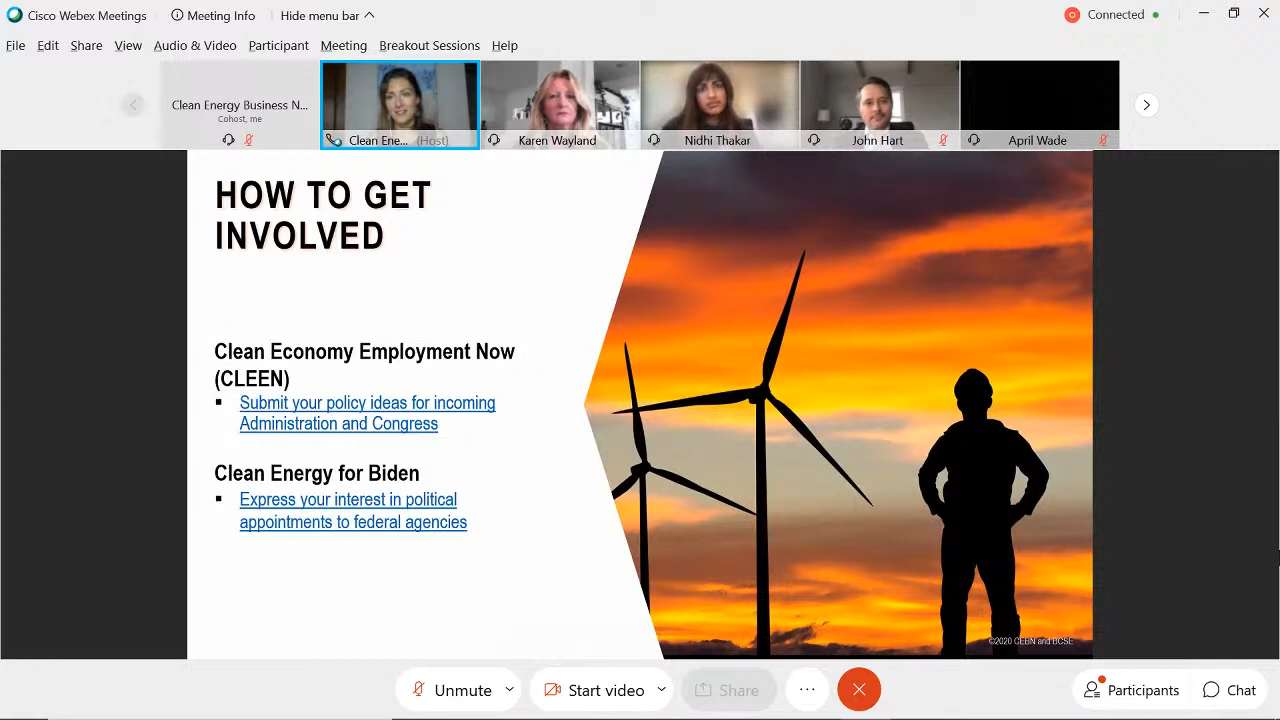 Cisco Webex Meetings
Meeting Info
Hide menu bar
Connected
File Edit Share View Audio & Video Participant Meeting Breakout Sessions Help
Clean Energy Business N...
Cohost, me
Clean Ene... (Host)
Karen Wayland
Nidhi Thakar
John Hart
April Wade
HOW TO GET
INVOLVED
Clean Economy Employment Now
(CLEEN)
Submit your policy ideas for incoming
Administration and Congress
Clean Energy for Biden
Express your interest in political
appointments to federal agencies
©2020 CEBN and BCSE
Unmute
Start video
Share
Participants
Chat